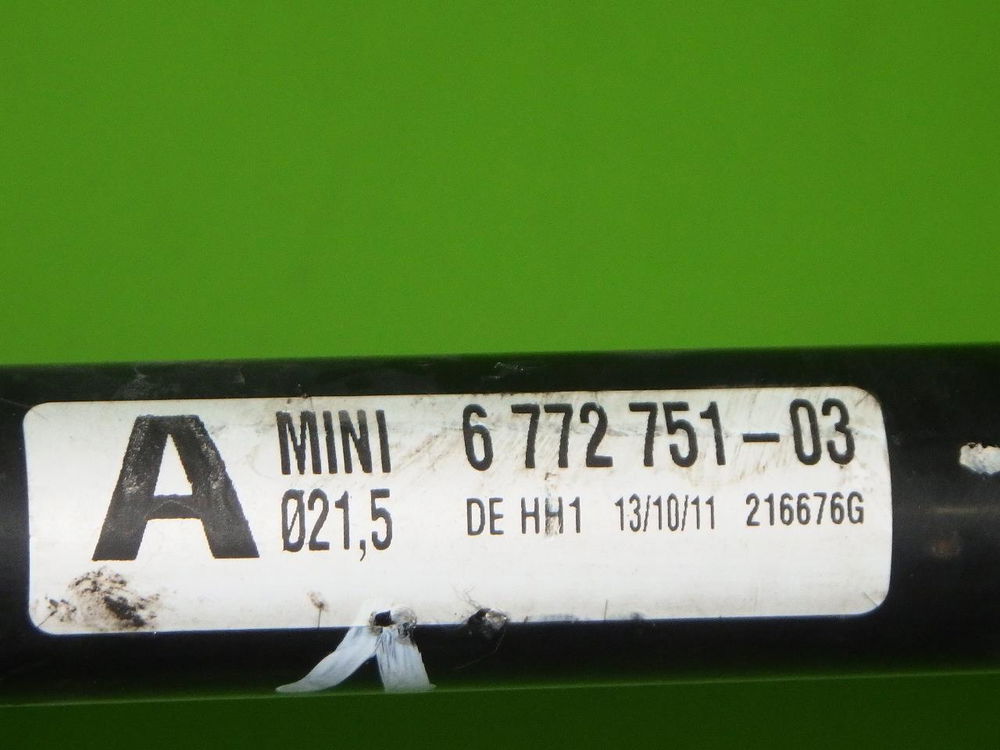 A
MINI 6 772 751-03
Ø21,5 DE HH1 13/10/11 216676G